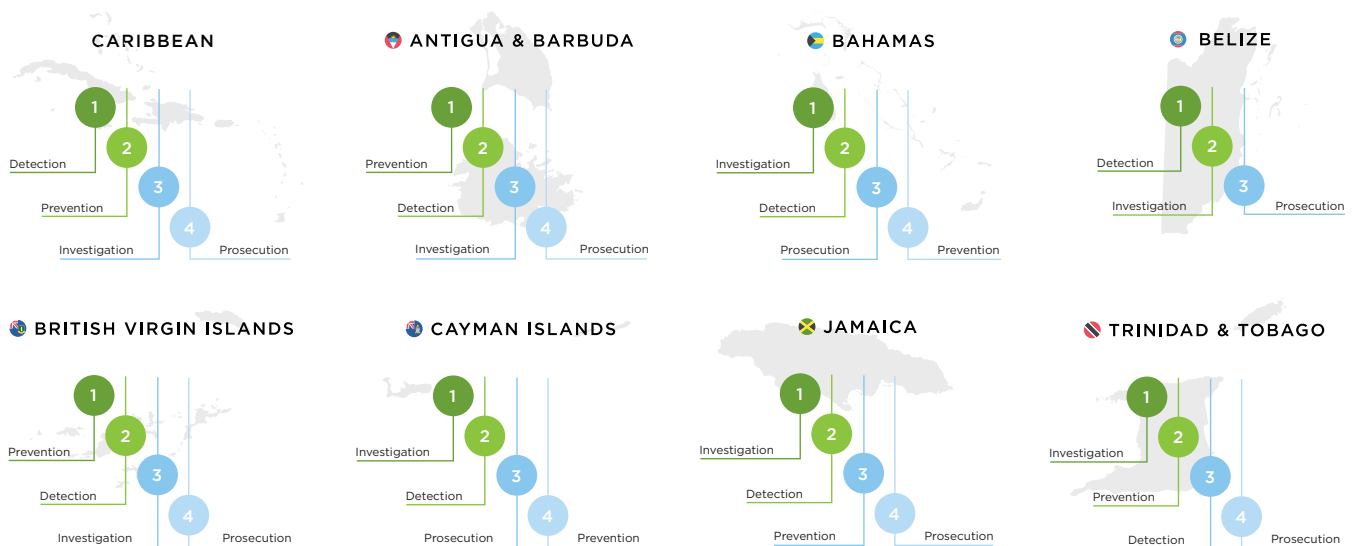 CARIBBEAN
1
2
3
4
Detection
Prevention
Investigation
Prosecution
ANTIGUA & BARBUDA
1
2
3
4
Prevention
Detection
Investigation
Prosecution
BAHAMAS
1
2
3
4
Investigation
Detection
Prosecution
Prevention
BELIZE
1
2
3
Detection
Investigation
Prosecution
BRITISH VIRGIN ISLANDS
1
2
3
4
Prevention
Detection
Investigation
Prosecution
CAYMAN ISLANDS
1
2
3
4
Investigation
Detection
Prosecution
Prevention
JAMAICA
1
2
3
4
Investigation
Detection
Prevention
Prosecution
TRINIDAD & TOBAGO
1
2
3
4
Investigation
Prevention
Detection
Prosecution